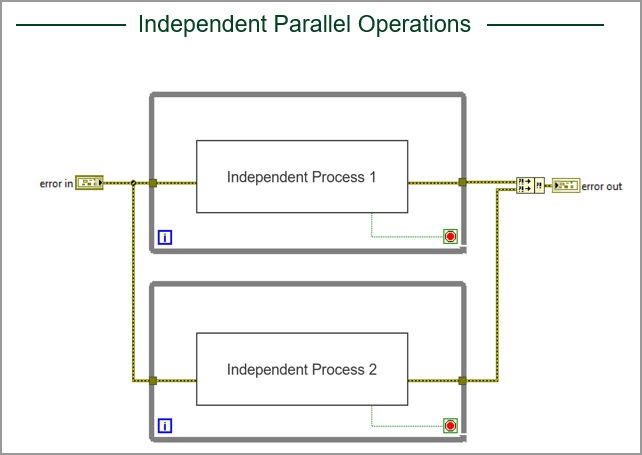 Independent Parallel Operations
error in
Independent Process 1
error out
i
Independent Process 2
i